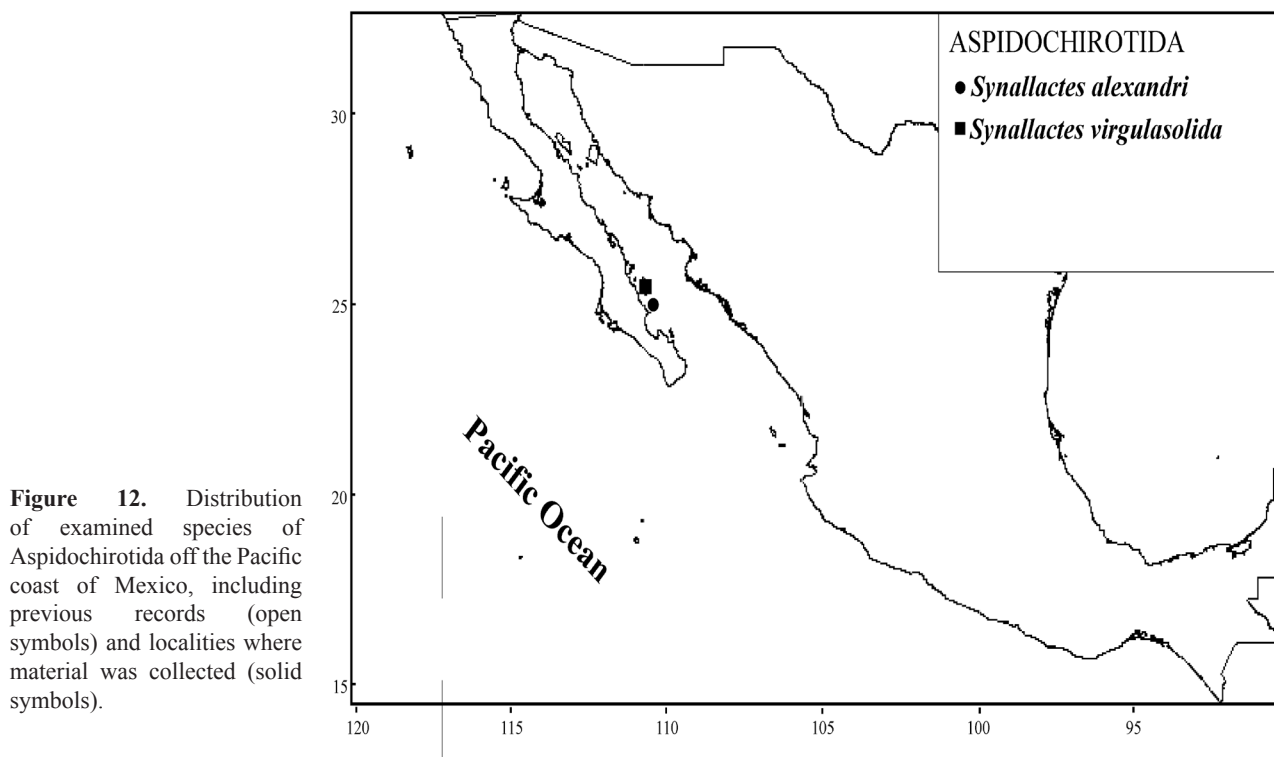 ASPIDOCHIROTIDA
Synallactes alexandri
Synallactes virgulasolida
30
25
20
15
120
115
110
105
100
95
Pacific Ocean
Figure 12. Distribution
of examined species of
Aspidochirotida off the Pacific
coast of Mexico, including
previous records (open
symbols) and localities where
material was collected (solid
symbols).